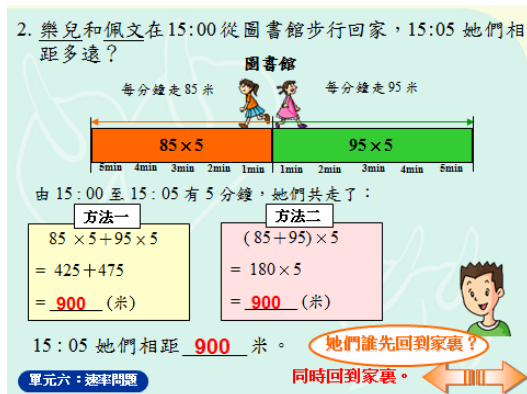 2. 樂兒和佩文在15:00從圖書館步行回家，15:05 她們相
距多遠？
圖書館
每分鐘走85米
每分鐘走95米
85×5
95×5
5min 4min 3min 2min 1min 1min 2min 3min 4min 5min
由 15：00 至 15：05 有 5 分鐘，她們共走了：
方法一
85 ×5＋95×5
= 425＋475
= 900 (米)
方法二
(85＋95)×5
= 180×5
= 900 (米)
15：05 她們相距 900 米。
她們誰先回到家裏？
同時回到家裏。
單元六：速率問題